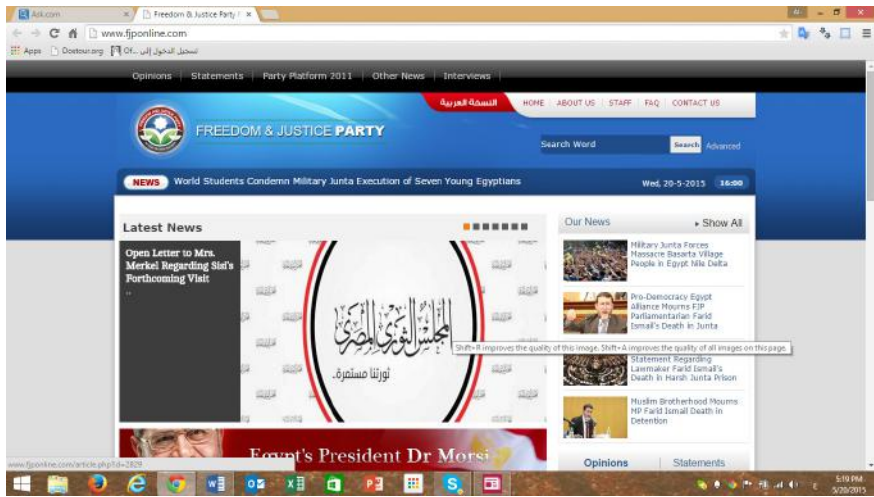 Ask.com
Freedom & Justice Party
www.fjponline.com
Apps
Dostour.org
تسجيل الدخول إلى ...Of
Opinions
Statements
Party Platform 2011
Other News
Interviews
النسخة العربية
HOME
ABOUT US
STAFF
FAQ
CONTACT US
FREEDOM & JUSTICE PARTY
Search Word
Search
Advanced
NEWS
World Students Condemn Military Junta Execution of Seven Young Egyptians
Wed, 20-5-2015
16:00
Latest News
Open Letter to Mrs.
Merkel Regarding Sisi's
Forthcoming Visit
..
المجلس الثوري المصري
ثورتنا مستمرة..
Our News
Show All
Military Junta Forces
Massacre Basarta Village
People in Egypt Nile Delta
Pro-Democracy Egypt
Alliance Mourns FJP
Parliamentarian Farid
Ismail's Death in Junta
Shift+R improves the quality of this image. Shift+A improves the quality of all images on this page.
Statement Regarding
Lawmaker Farid Ismail's
Death in Harsh Junta Prison
Muslim Brotherhood Mourns
MP Farid Ismail Death in
Detention
Egypt's President Dr Morsi
Opinions
Statements
www.fjponline.com/article.php?id=2829
5:19 PM
5/20/2015